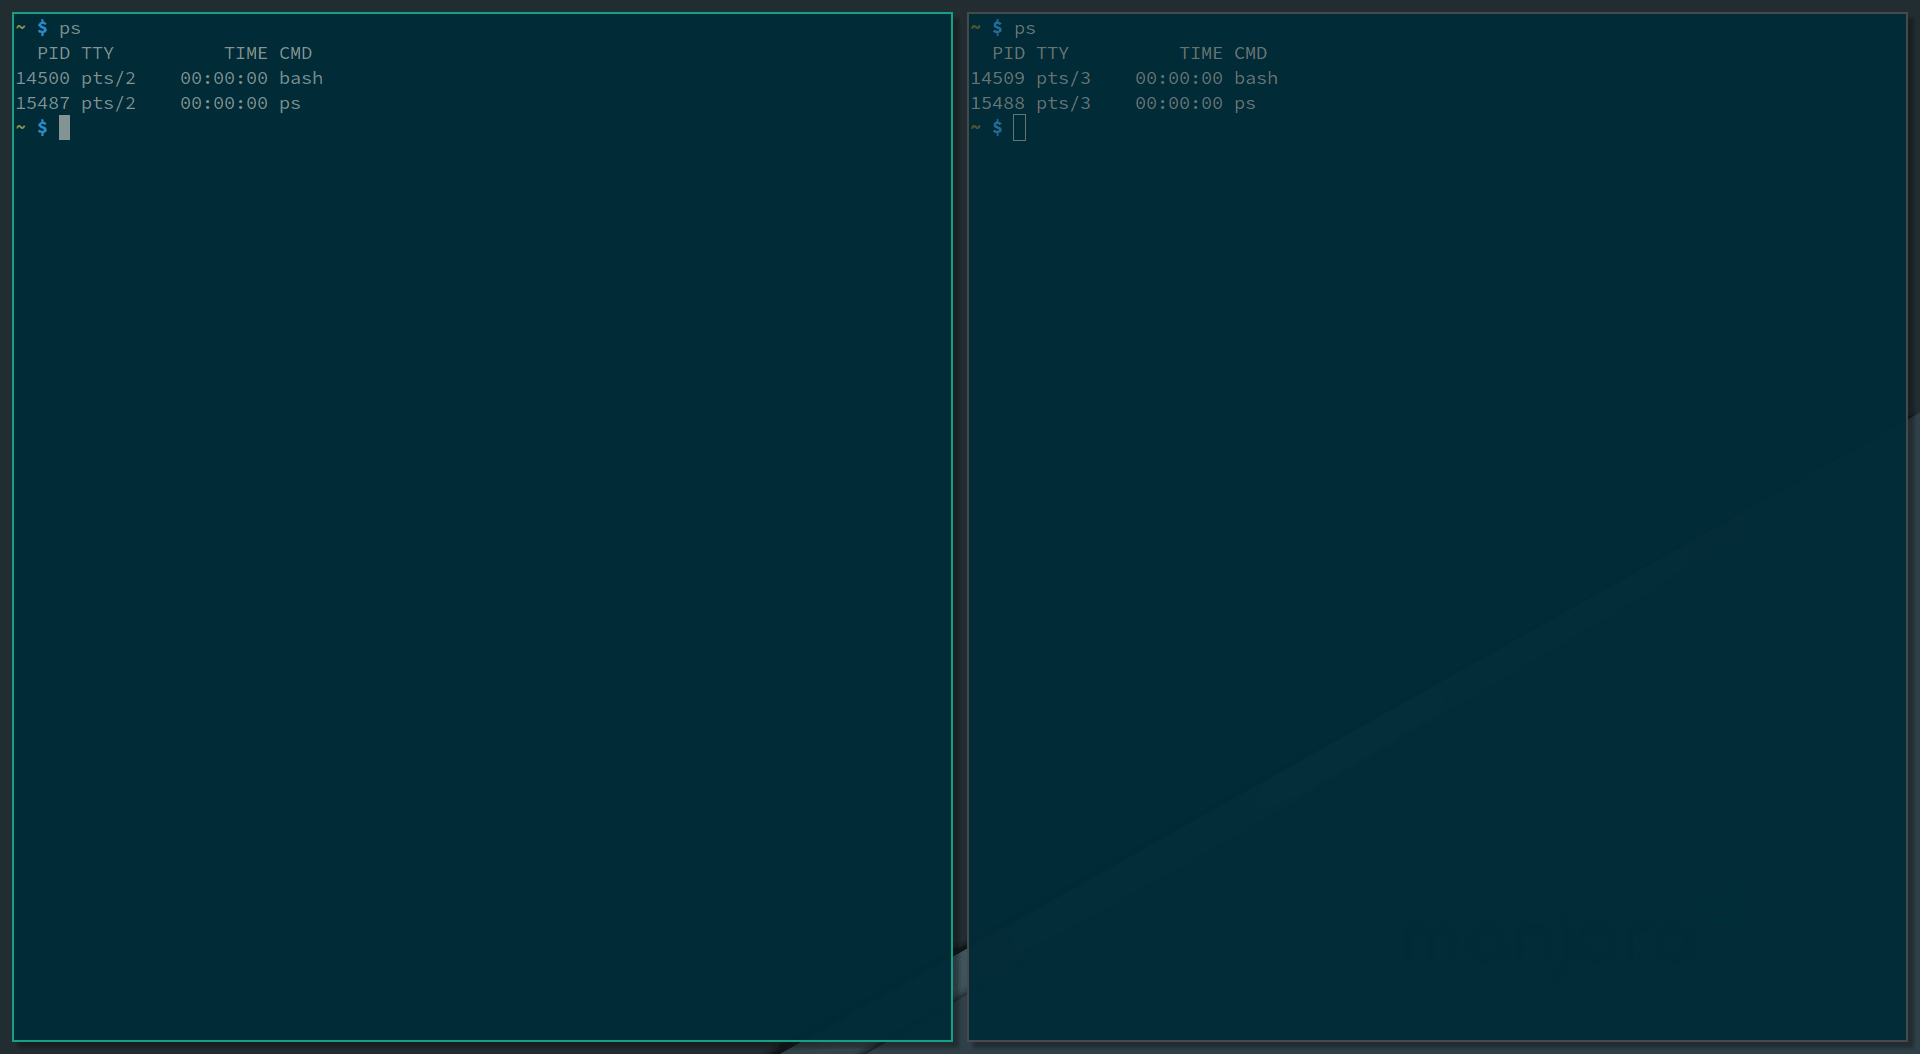 ~ $ ps
  PID TTY          TIME CMD
14500 pts/2    00:00:00 bash
15487 pts/2    00:00:00 ps
~ $
~ $ ps
  PID TTY          TIME CMD
14509 pts/3    00:00:00 bash
15488 pts/3    00:00:00 ps
~ $